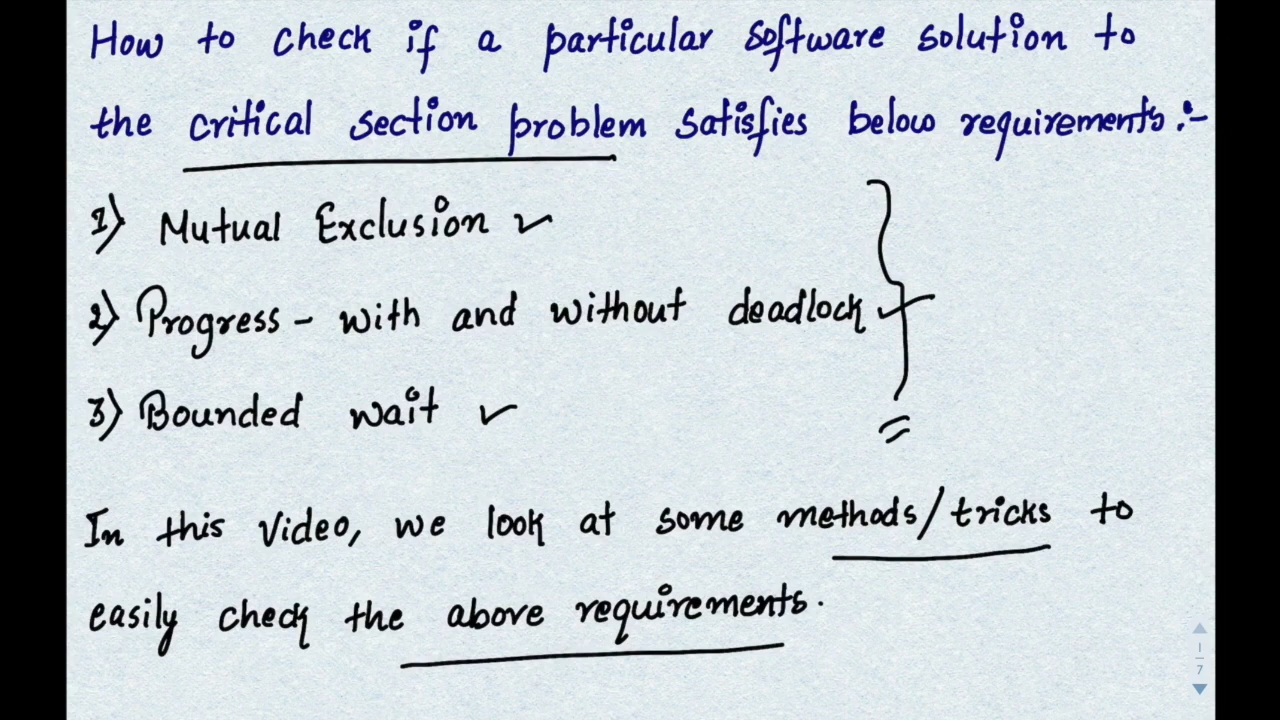 How to check if a particular software solution to
the critical section problem satisfies below requirements :-
1) Mutual Exclusion ✓
2) Progress - with and without deadlock ✓
3) Bounded wait ✓
In this video, we look at some methods/tricks to
easily check the above requirements.
1
7